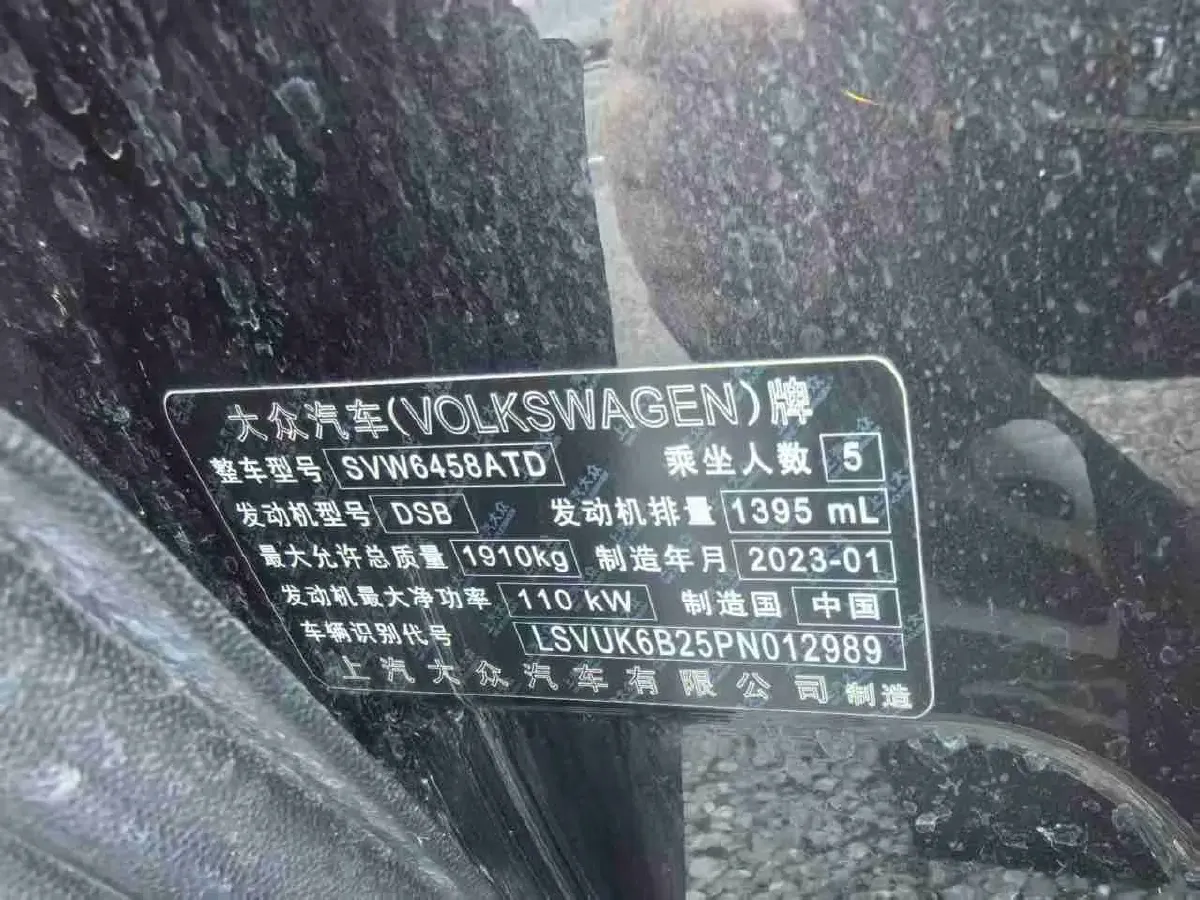 大众汽车(VOLKSWAGEN)牌
整车型号 SVW6458ATD 乘坐人数 5
发动机型号 DSB 发动机排量 1395 mL
最大允许总质量 1910kg 制造年月 2023-01
发动机最大净功率 110 kW 制造国 中国
车辆识别代号 LSVUK6B25PN012989
上汽大众汽车有限公司 制造